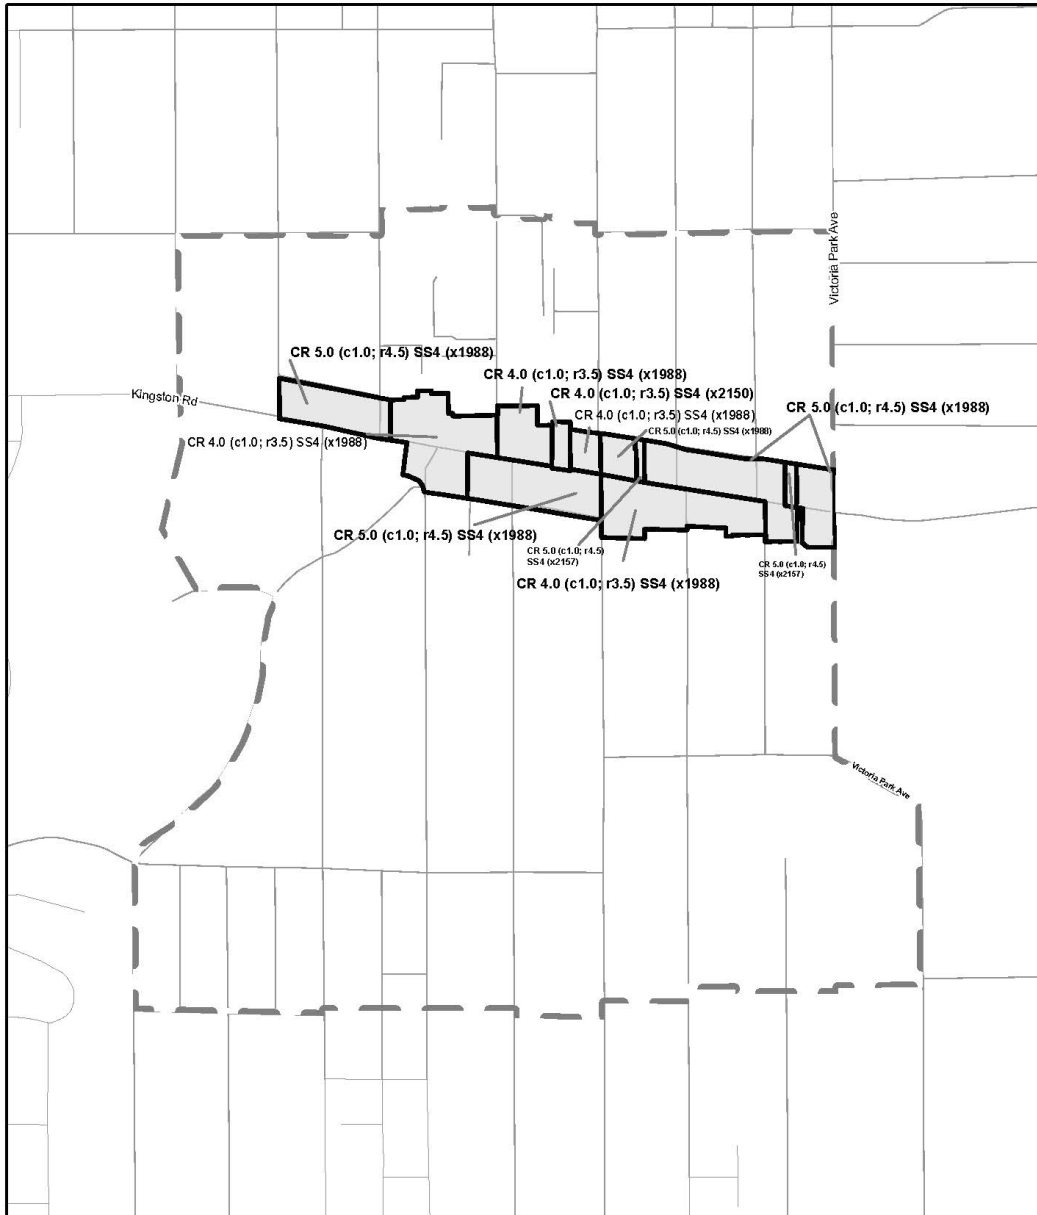 Victoria Park Ave
CR 5.0 (c1.0; r4.5) SS4 (x1988)
CR 4.0 (c1.0; r3.5) SS4 (x1988)
CR 4.0 (c1.0; r3.5) SS4 (x2150)
Kingston Rd
CR 4.0 (c1.0; r3.5) SS4 (x1988)
CR 5.0 (c1.0; r4.5) SS4 (x1988)
CR 5.0 (c1.0; r4.5) SS4 (x1988)
CR 4.0 (c1.0; r3.5) SS4 (x1988)
CR 5.0 (c1.0; r4.5) SS4 (x1988)
CR 5.0 (c1.0; r4.5)
SS4 (x2157)
CR 5.0 (c1.0; r4.5)
SS4 (x2157)
CR 4.0 (c1.0; r3.5) SS4 (x1988)
Victoria Park Ave